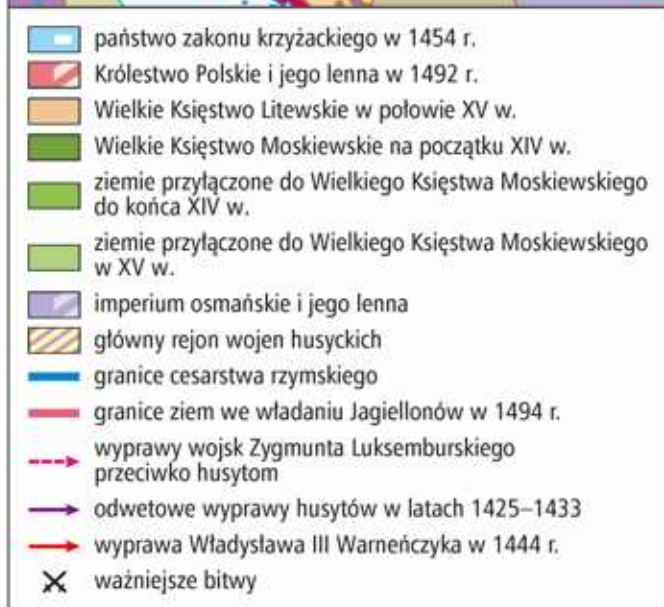 państwo zakonu krzyżackiego w 1454 r.
Królestwo Polskie i jego lenna w 1492 r.
Wielkie Księstwo Litewskie w połowie XV w.
Wielkie Księstwo Moskiewskie na początku XIV w.
ziemie przyłączone do Wielkiego Księstwa Moskiewskiego
do końca XIV w.
ziemie przyłączone do Wielkiego Księstwa Moskiewskiego
w XV w.
imperium osmańskie i jego lenna
główny rejon wojen husyckich
granice cesarstwa rzymskiego
granice ziem we władaniu Jagiellonów w 1494 r.
wyprawy wojsk Zygmunta Luksemburskiego
przeciwko husytom
odwetowe wyprawy husytów w latach 1425–1433
wyprawa Władysława III Warneńczyka w 1444 r.
ważniejsze bitwy